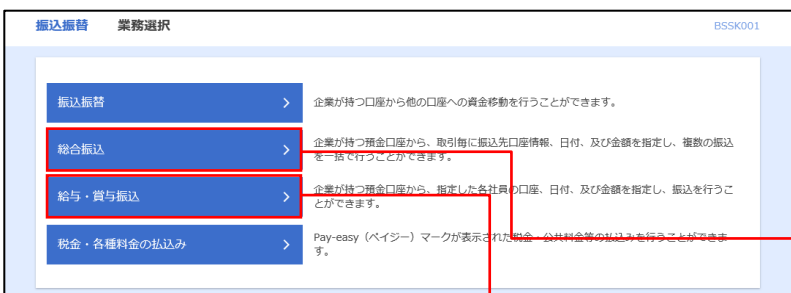 振込振替 業務選択 BSSK001
振込振替 企業が持つ口座から他の口座への資金移動を行うことができます。
総合振込 企業が持つ預金口座から、取引毎に振込先口座情報、日付、及び金額を指定し、複数の振込
を一括で行うことができます。
給与・賞与振込 企業が持つ預金口座から、指定した各社員の口座、日付、及び金額を指定し、振込を行うこ
とができます。
税金・各種料金の払込み Pay-easy（ペイジー）マークが表示された税金・公共料金等の払込みを行うことができま
す。